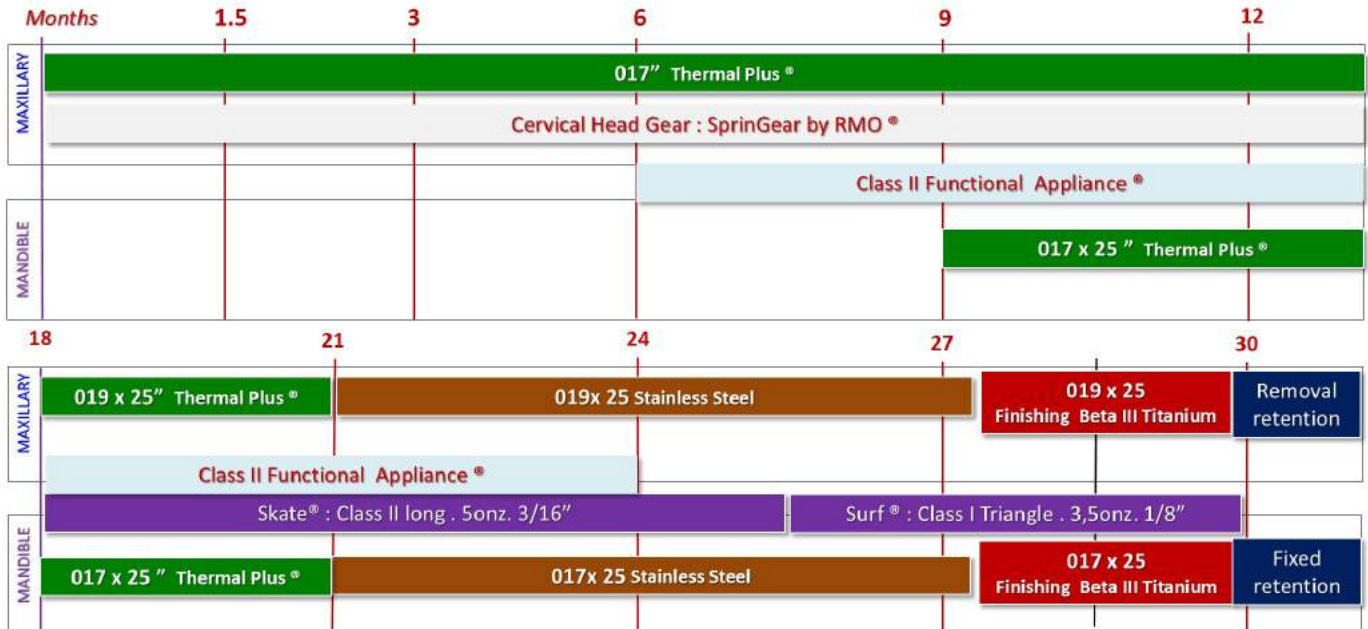 Months 1.5 3 6 9 12
MAXILLARY
017” Thermal Plus ®
Cervical Head Gear : SprinGear by RMO ®
Class II Functional Appliance ®
MANDIBLE
017 x 25 ” Thermal Plus ®
18 21 24 27 30
MAXILLARY
019 x 25” Thermal Plus ®
019x 25 Stainless Steel
019 x 25
Finishing Beta III Titanium
Removal
retention
Class II Functional Appliance ®
Skate® : Class II long . 5onz. 3/16”
Surf ® : Class I Triangle . 3,5onz. 1/8”
MANDIBLE
017 x 25 ” Thermal Plus ®
017x 25 Stainless Steel
017 x 25
Finishing Beta III Titanium
Fixed
retention